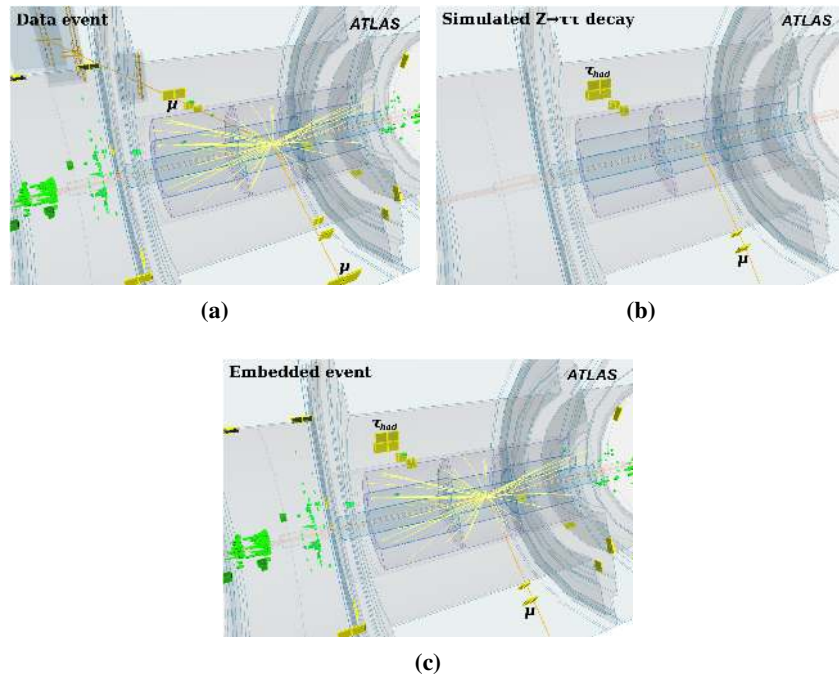 Data event
ATLAS
μ
μ
(a)
Simulated Z→ττ decay
ATLAS
τhad
μ
(b)
Embedded event
ATLAS
τhad
μ
(c)